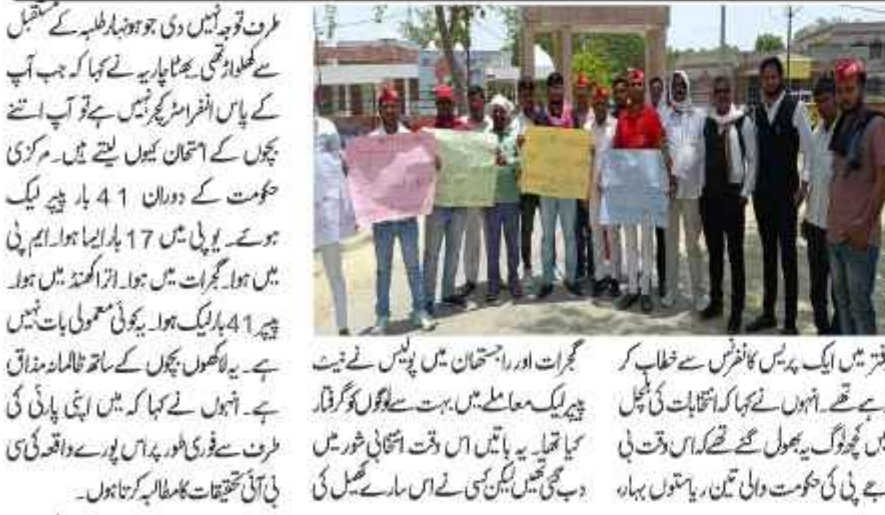 فتر میں ایک پریس کانفرنس سے خطاب کر
ہے تھے۔ انہوں نے کہا کہ انتخابات کی ہلچل
میں کچھ لوگ یہ بھول گئے تھے کہ اس وقت بی
جے پی کی حکومت والی تین ریاستوں بہار،
گجرات اور راجستھان میں پولیس نے نیٹ
پیپر لیک معاملے میں بہت سے لوگوں کو گرفتار
کیا تھا۔ یہ باتیں اس وقت انتخابی شور میں
دب گئی تھیں لیکن کسی نے اس سارے کھیل کی
طرف توجہ نہیں دی جو ہونہار طلبہ کے مستقبل
سے کھلواڑ تھی۔ بھٹاچاریہ نے کہا کہ جب آپ
کے پاس انفراسٹرکچر نہیں ہے تو آپ اتنے
بچوں کے امتحان کیوں لیتے ہیں۔ مرکزی
حکومت کے دوران 41 بار پیپر لیک
ہوئے۔ یوپی میں 17 بار ایسا ہوا۔ ایم پی
میں ہوا۔ گجرات میں ہوا۔ اتراکھنڈ میں ہوا۔
پیپر 41 بار لیک ہوا۔ یہ کوئی معمولی بات نہیں
ہے۔ یہ لاکھوں بچوں کے ساتھ ظالمانہ مذاق
ہے۔ انہوں نے کہا کہ میں اپنی پارٹی کی
طرف سے فوری طور پر اس پورے واقعہ کی سی
بی آئی تحقیقات کا مطالبہ کرتا ہوں۔